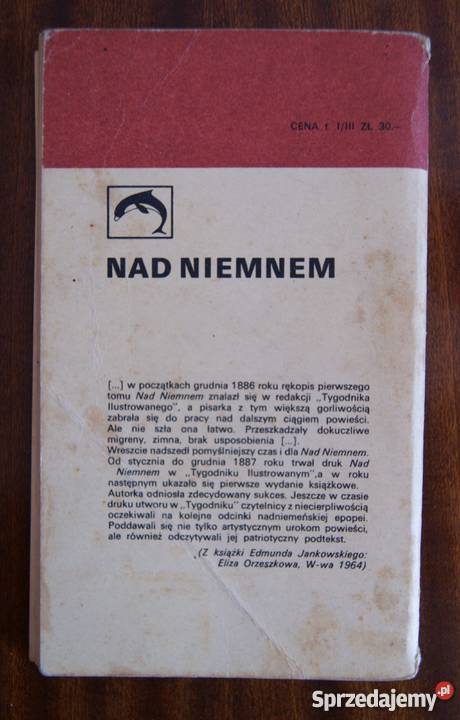 CENA t. I/III ZŁ 30.—
NAD NIEMNEM
[...] w początkach grudnia 1886 roku rękopis pierwszego
tomu Nad Niemnem znalazł się w redakcji „Tygodnika
Ilustrowanego", a pisarka z tym większą gorliwością
zabrała się do pracy nad dalszym ciągiem powieści.
Ale nie szła ona łatwo. Przeszkadzały dokuczliwe
migreny, zimna, brak usposobienia [...].
Wreszcie nadszedł pomyślniejszy czas i dla Nad Niemnem.
Od stycznia do grudnia 1887 roku trwał druk Nad
Niemnem w „Tygodniku Ilustrowanym",a w roku
następnym ukazało się pierwsze wydanie książkowe.
Autorka odniosła zdecydowany sukces. Jeszcze w czasie
druku utworu w „Tygodniku" czytelnicy z niecierpliwością
oczekiwali na kolejne odcinki nadniemeńskiej epopei.
Poddawali się nie tylko artystycznym urokom powieści,
ale również odczytywali jej patriotyczny podtekst.
(Z książki Edmunda Jankowskiego:
Eliza Orzeszkowa, W-wa 1964)
Sprzedajemy.pl